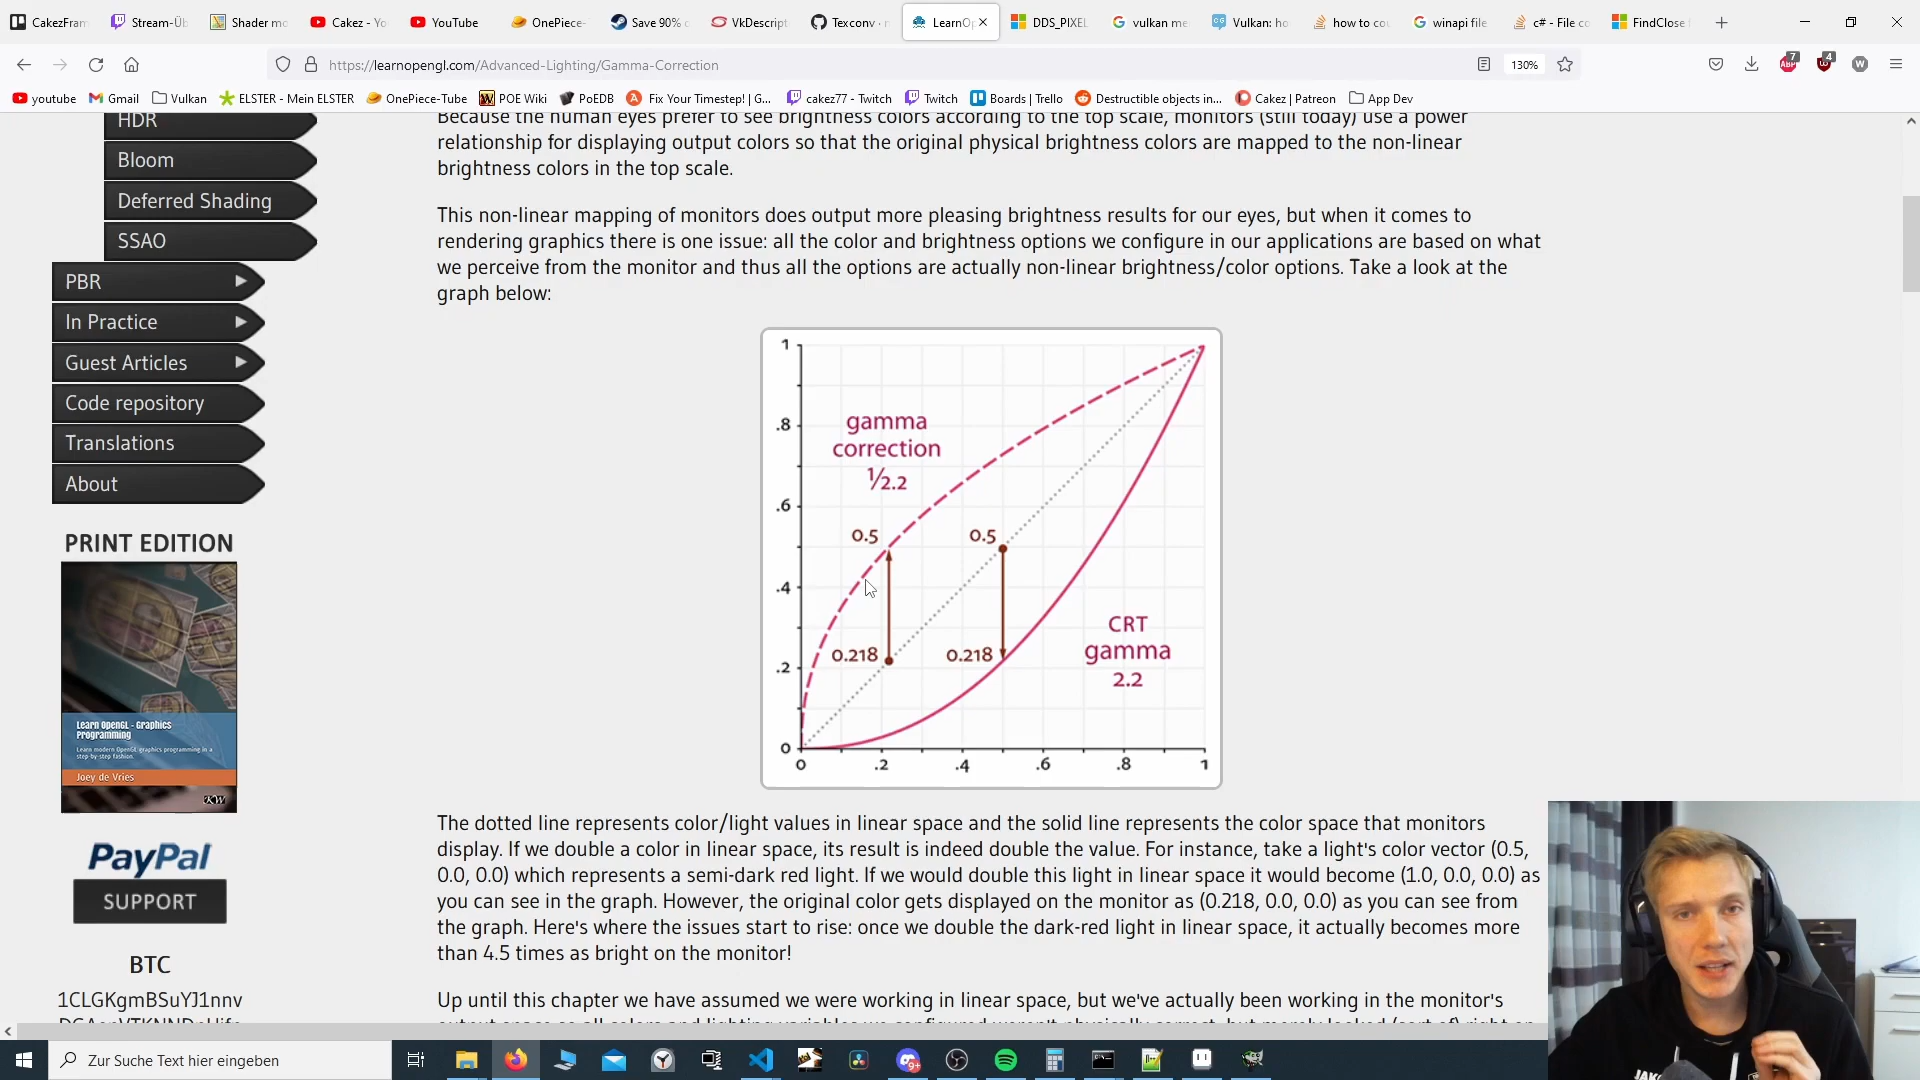 CakezFram
Stream-Üb
Shader mo
Cakez - Yo
YouTube
OnePiece-
Save 90% o
VkDescript
Texconv ·
LearnOp
DDS_PIXEL
vulkan me
Vulkan: ho
how to cou
winapi file
c# - File co
FindClose
https://learnopengl.com/Advanced-Lighting/Gamma-Correction
130%
7
4
W
youtube
Gmail
Vulkan
ELSTER - Mein ELSTER
OnePiece-Tube
POE Wiki
PoEDB
Fix Your Timestep! | G...
cakez77 - Twitch
Twitch
Boards | Trello
Destructible objects in...
Cakez | Patreon
App Dev
HDR
Bloom
Deferred Shading
SSAO
PBR
In Practice
Guest Articles
Code repository
Translations
About
PRINT EDITION
Learn OpenGL - Graphics
Programming
Learn modern OpenGL graphics programming in a
step-by-step fashion.
Joey de Vries
KW
PayPal
SUPPORT
BTC
1CLGKgmBSuYJ1nnv
Because the human eyes prefer to see brightness colors according to the top scale, monitors (still today) use a power
relationship for displaying output colors so that the original physical brightness colors are mapped to the non-linear
brightness colors in the top scale.
This non-linear mapping of monitors does output more pleasing brightness results for our eyes, but when it comes to
rendering graphics there is one issue: all the color and brightness options we configure in our applications are based on what
we perceive from the monitor and thus all the options are actually non-linear brightness/color options. Take a look at the
graph below:
1
.8
.6
.4
.2
0
gamma
correction
1/2.2
0.5
0.5
0.218
0.218
CRT
gamma
2.2
0 .2 .4 .6 .8 1
The dotted line represents color/light values in linear space and the solid line represents the color space that monitors
display. If we double a color in linear space, its result is indeed double the value. For instance, take a light's color vector (0.5,
0.0, 0.0) which represents a semi-dark red light. If we would double this light in linear space it would become (1.0, 0.0, 0.0) as
you can see in the graph. However, the original color gets displayed on the monitor as (0.218, 0.0, 0.0) as you can see from
the graph. Here's where the issues start to rise: once we double the dark-red light in linear space, it actually becomes more
than 4.5 times as bright on the monitor!
Up until this chapter we have assumed we were working in linear space, but we've actually been working in the monitor's
Zur Suche Text hier eingeben
9+